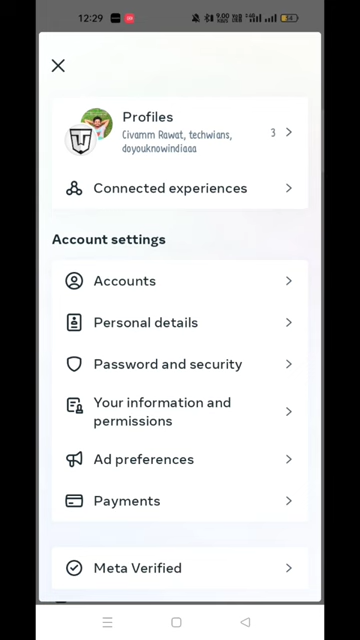 12:29
Profiles
3
Civamm Rawat, techwians,
doyouknowindiaaa
Connected experiences
Account settings
Accounts
Personal details
Password and security
Your information and
permissions
Ad preferences
Payments
Meta Verified